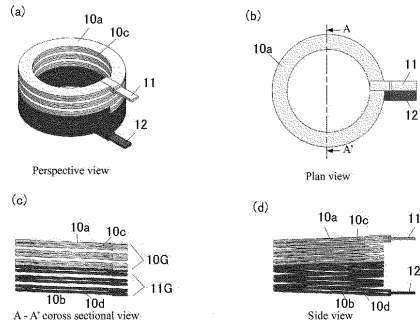 (a)
10a
10c
11
12
Perspective view
(b)
A
10a
11
12
A'
Plan view
(c)
10a
10c
10G
11G
10b
10d
A - A' coross sectional view
(d)
10a
10c
11
12
10b
10d
Side view